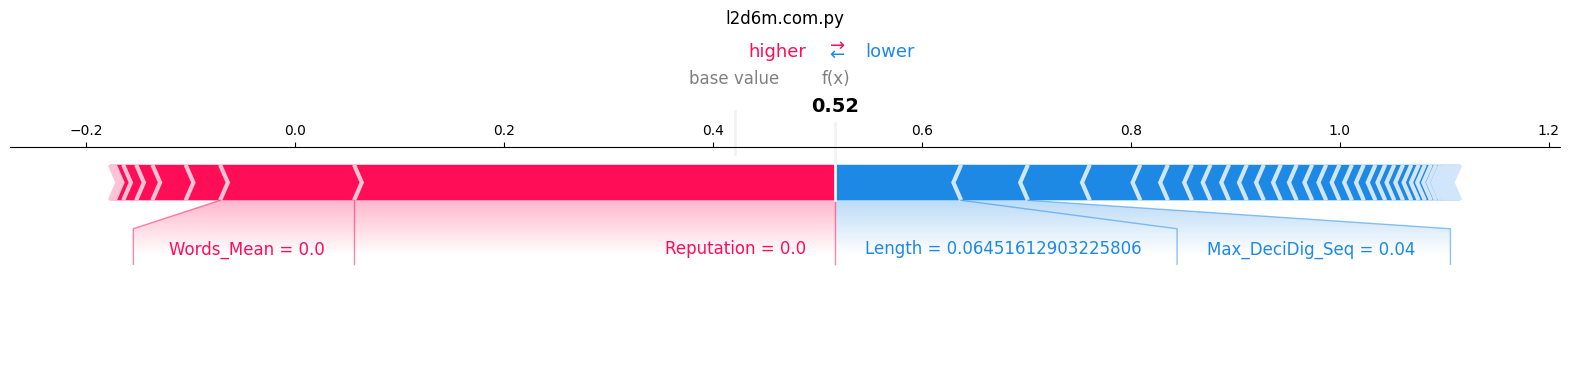 l2d6m.com.py
higher ⇄ lower
base value f(x)
0.52
−0.2 0.0 0.2 0.4 0.6 0.8 1.0 1.2
Words_Mean = 0.0 Reputation = 0.0 Length = 0.06451612903225806 Max_DeciDig_Seq = 0.04